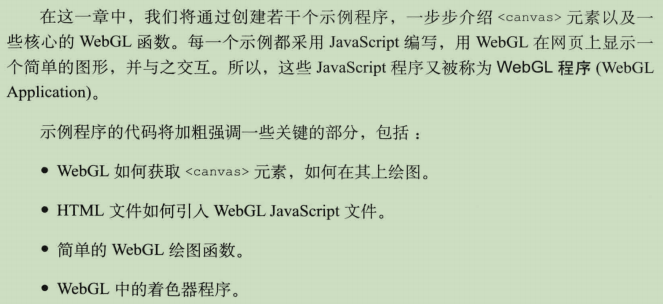 在这一章中，我们将通过创建若干个示例程序，一步步介绍 <canvas> 元素以及一
些核心的 WebGL 函数。每一个示例都采用 JavaScript 编写，用 WebGL 在网页上显示一
个简单的图形，并与之交互。所以，这些 JavaScript 程序又被称为 WebGL 程序 (WebGL
Application)。
示例程序的代码将加粗强调一些关键的部分，包括：
• WebGL 如何获取 <canvas> 元素，如何在其上绘图。
• HTML 文件如何引入 WebGL JavaScript 文件。
• 简单的 WebGL 绘图函数。
• WebGL 中的着色器程序。